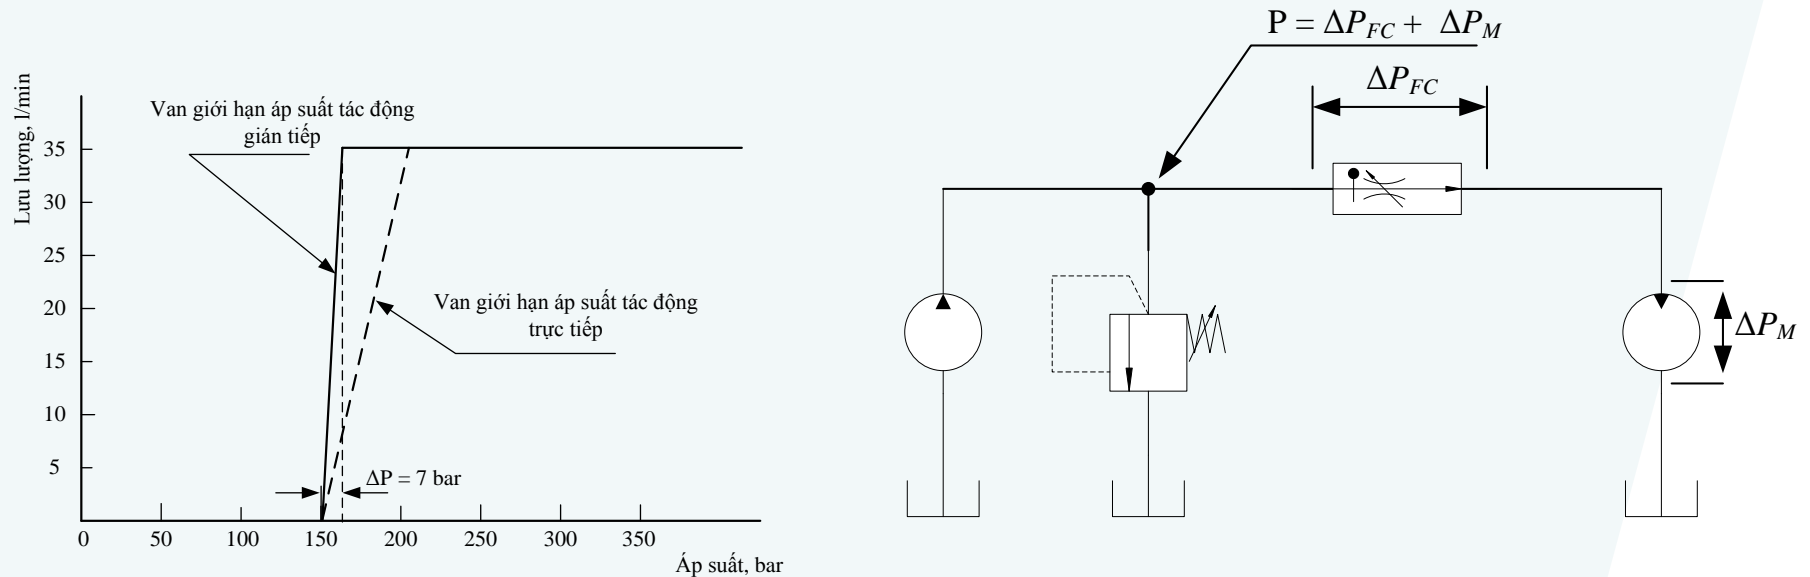 Lưu lượng, l/min
Van giới hạn áp suất tác động
gián tiếp
35
30
25
20
15
10
5
Van giới hạn áp suất tác động
trực tiếp
ΔP = 7 bar
0 50 100 150 200 250 300 350
Áp suất, bar
P = ΔP_FC + ΔP_M
ΔP_FC
ΔP_M